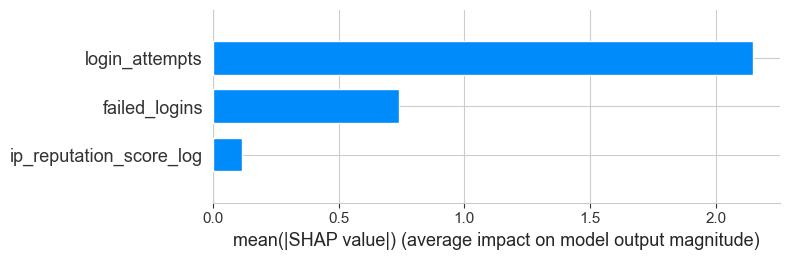 login_attempts
failed_logins
ip_reputation_score_log
0.0 0.5 1.0 1.5 2.0
mean(|SHAP value|) (average impact on model output magnitude)